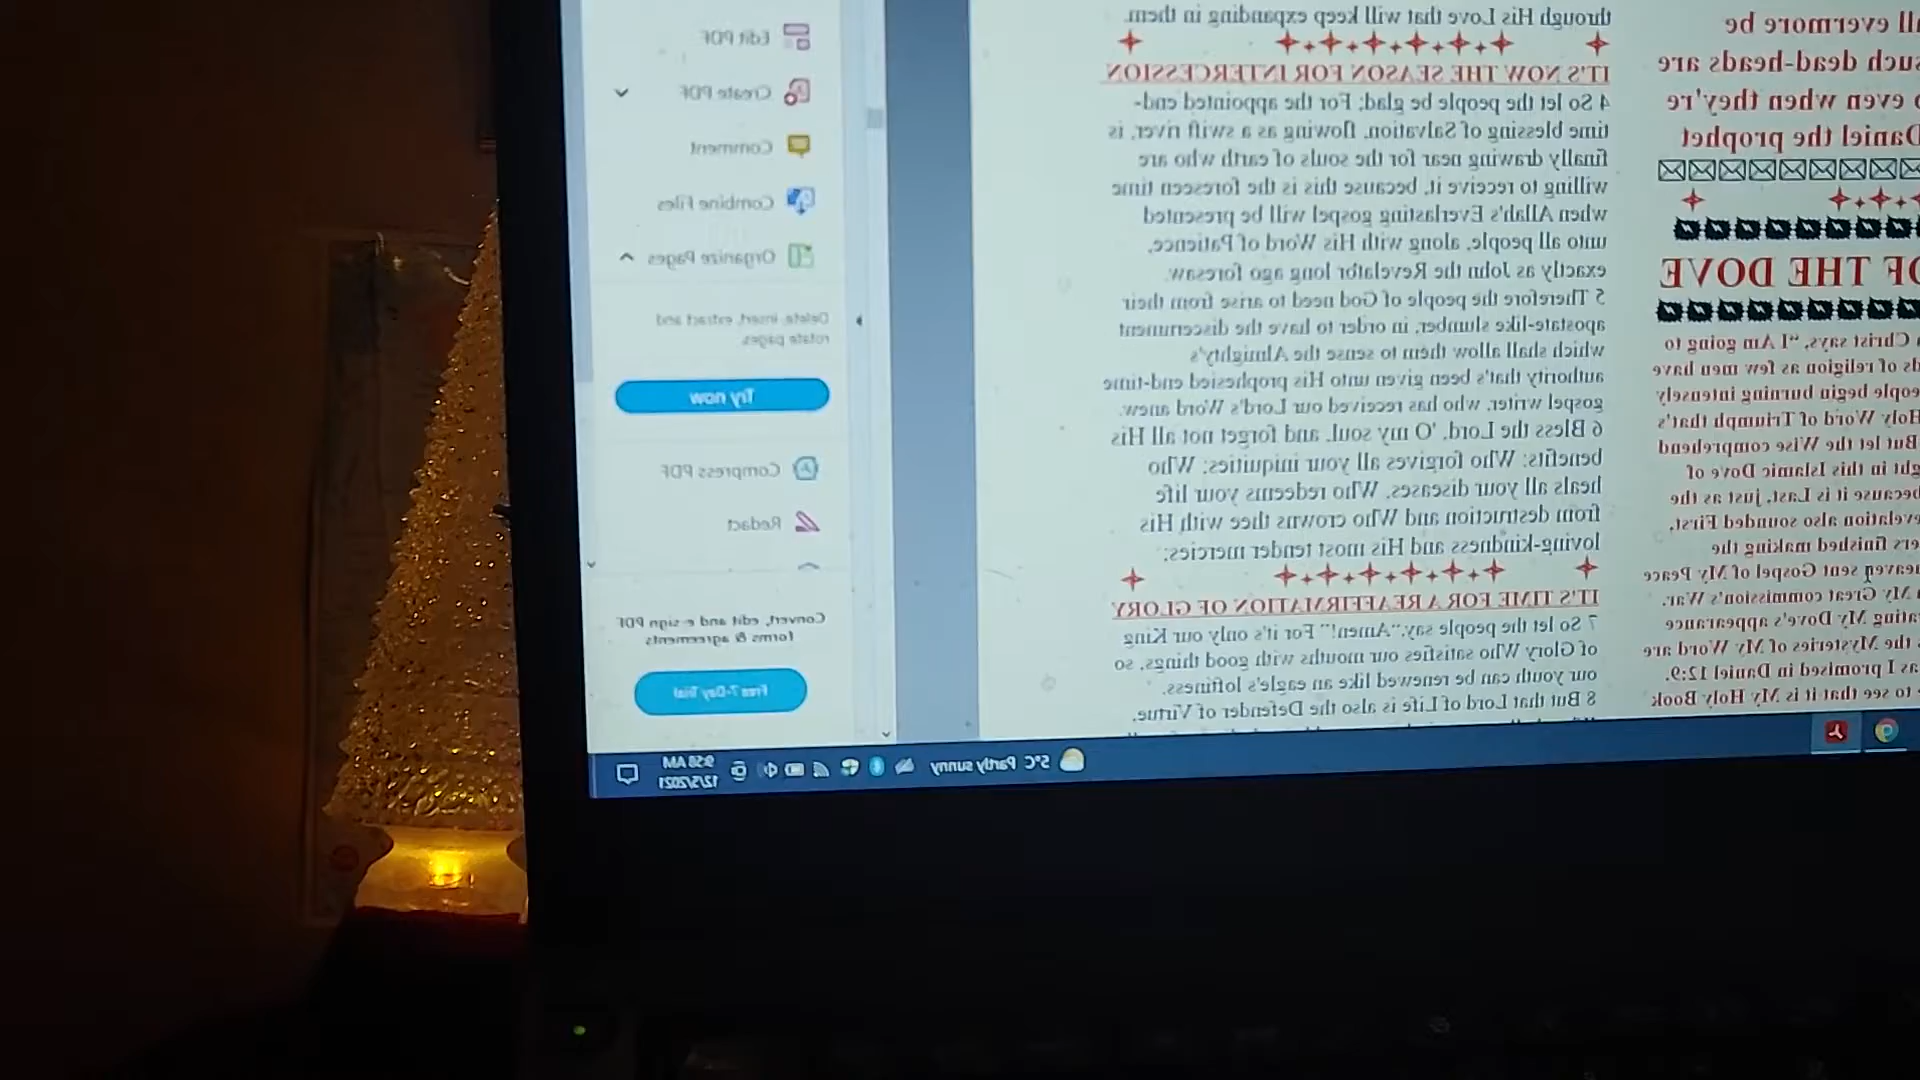 through His Love that will keep expanding in them.
IT'S NOW THE SEASON FOR INTERCESSION
4 So let the people be glad; For the appointed end-
time blessing of Salvation, flowing as a swift river, is
finally drawing near for the souls of earth who are
willing to receive it, because this is the foreseen time
when Allah's Everlasting gospel will be presented
unto all people, along with His Word of Patience,
exactly as John the Revelator long ago foresaw.
5 Therefore the people of God need to arise from their
apostate-like slumber, in order to have the discernment
which shall allow them to sense the Almighty's
authority that's been given unto His prophesied end-time
gospel writer, who has received our Lord's Word anew.
6 Bless the Lord, 'O my soul, and forget not all His
benefits: Who forgives all your iniquities; Who
heals all your diseases, Who redeems your life
from destruction and Who crowns thee with His
loving-kindness and His most tender mercies;
IT'S TIME FOR A REAFFIRMATION OF GLORY
7 So let the people say, "Amen!" For it's only our King
of Glory Who satisfies our mouths with good things, so
our youth can be renewed like an eagle's loftiness.
8 But that Lord of Life is also the Defender of Virtue,
all evermore be
such dead-heads are
even when they're
Daniel the prophet
OF THE DOVE
Christ says, "I Am going to
of religion as few men have
people begin burning intensely
Holy Word of Triumph that's
But let the Wise comprehend
in this Islamic Dove of
because it is Last, just as the
also sounded First,
finished making the
heaven sent Gospel of My Peace
My Great commission's War.
My Dove's appearance
the Mysteries of My Word are
as I promised in Daniel 12:9.
to see that it is My Holy Book
Edit PDF
Create PDF
Comment
Combine Files
Organize Pages
Delete, insert, extract and
rotate pages.
Try now
Compress PDF
Redact
Convert, edit and e-sign PDF
forms & agreements
Free 7-Day Trial
5°C Partly sunny
9:58 AM
12/5/2021